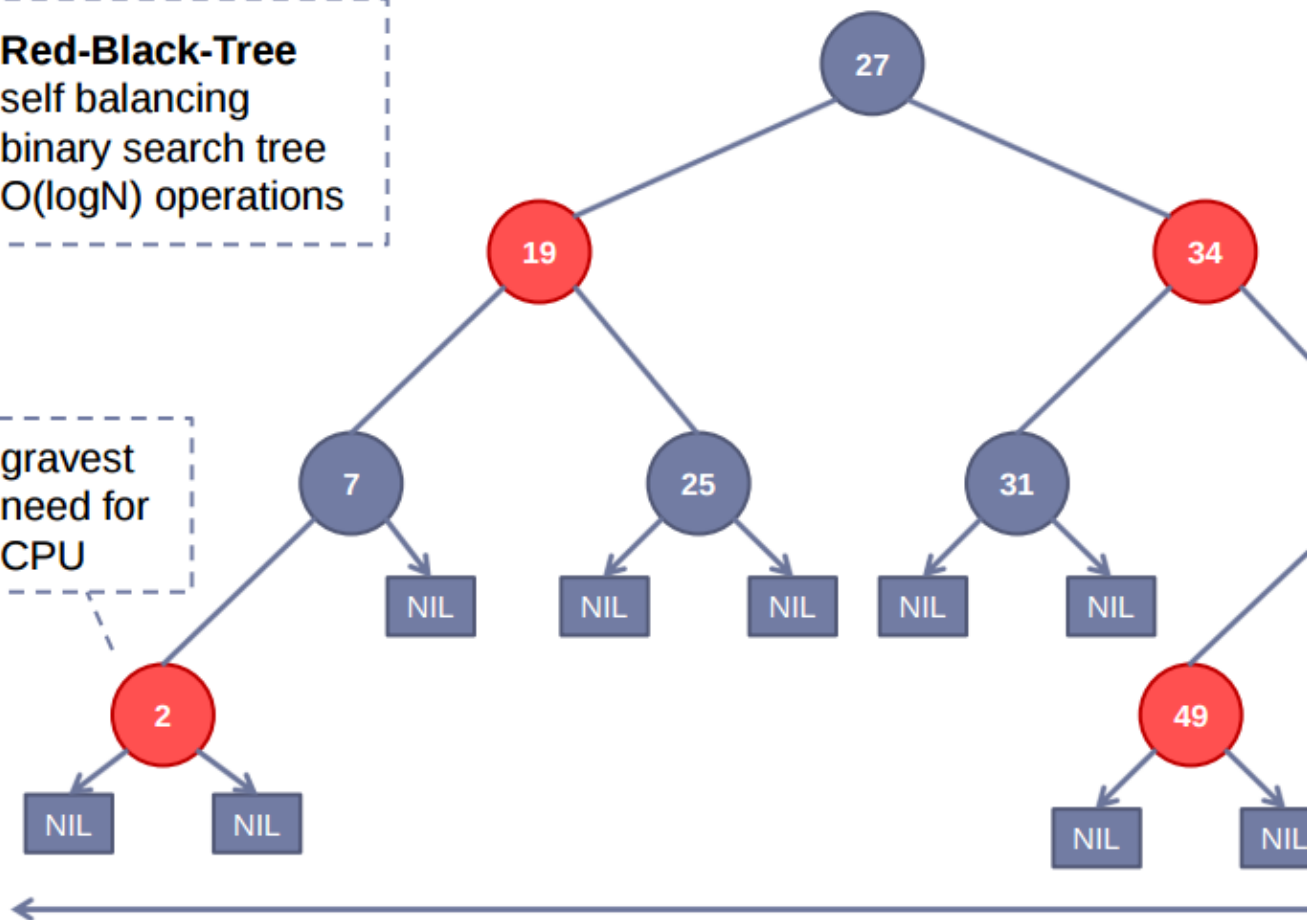 Red-Black-Tree
self balancing
binary search tree
O(logN) operations
27
19
34
gravest
need for
CPU
7
25
31
NIL
NIL
NIL
NIL
NIL
2
49
NIL
NIL
NIL
NIL